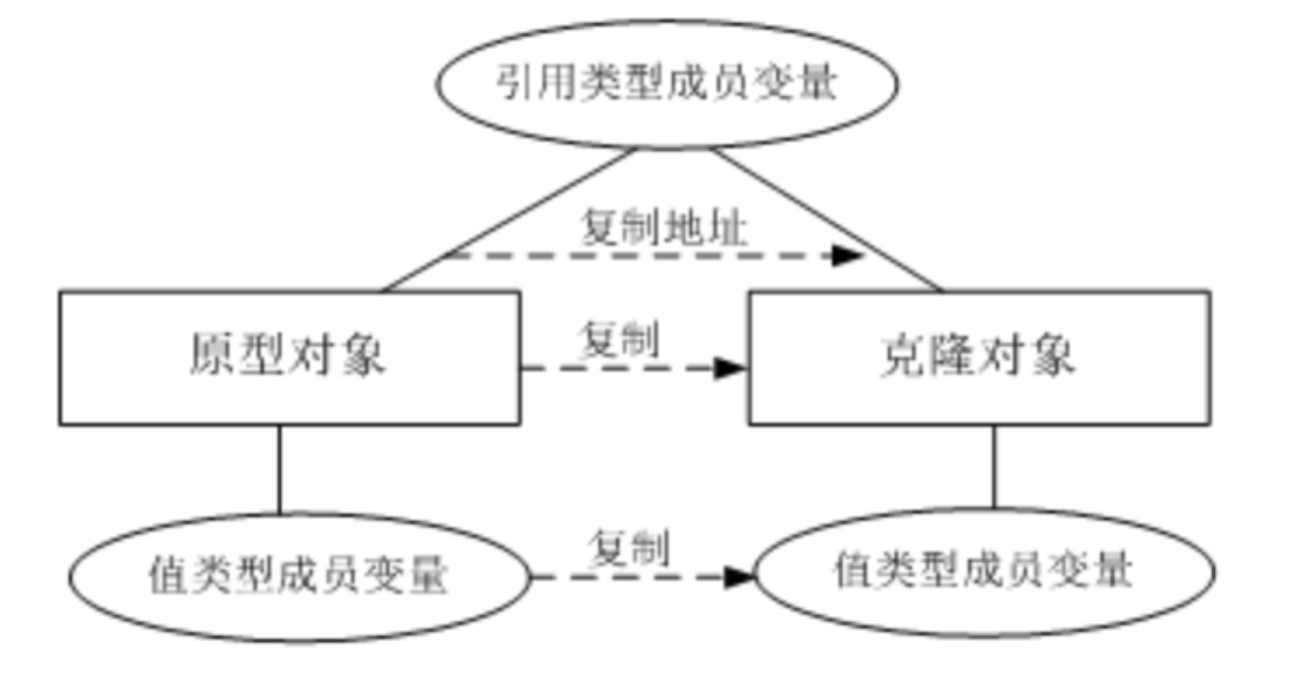 引用类型成员变量
复制地址
原型对象
复制
克隆对象
复制
值类型成员变量
值类型成员变量